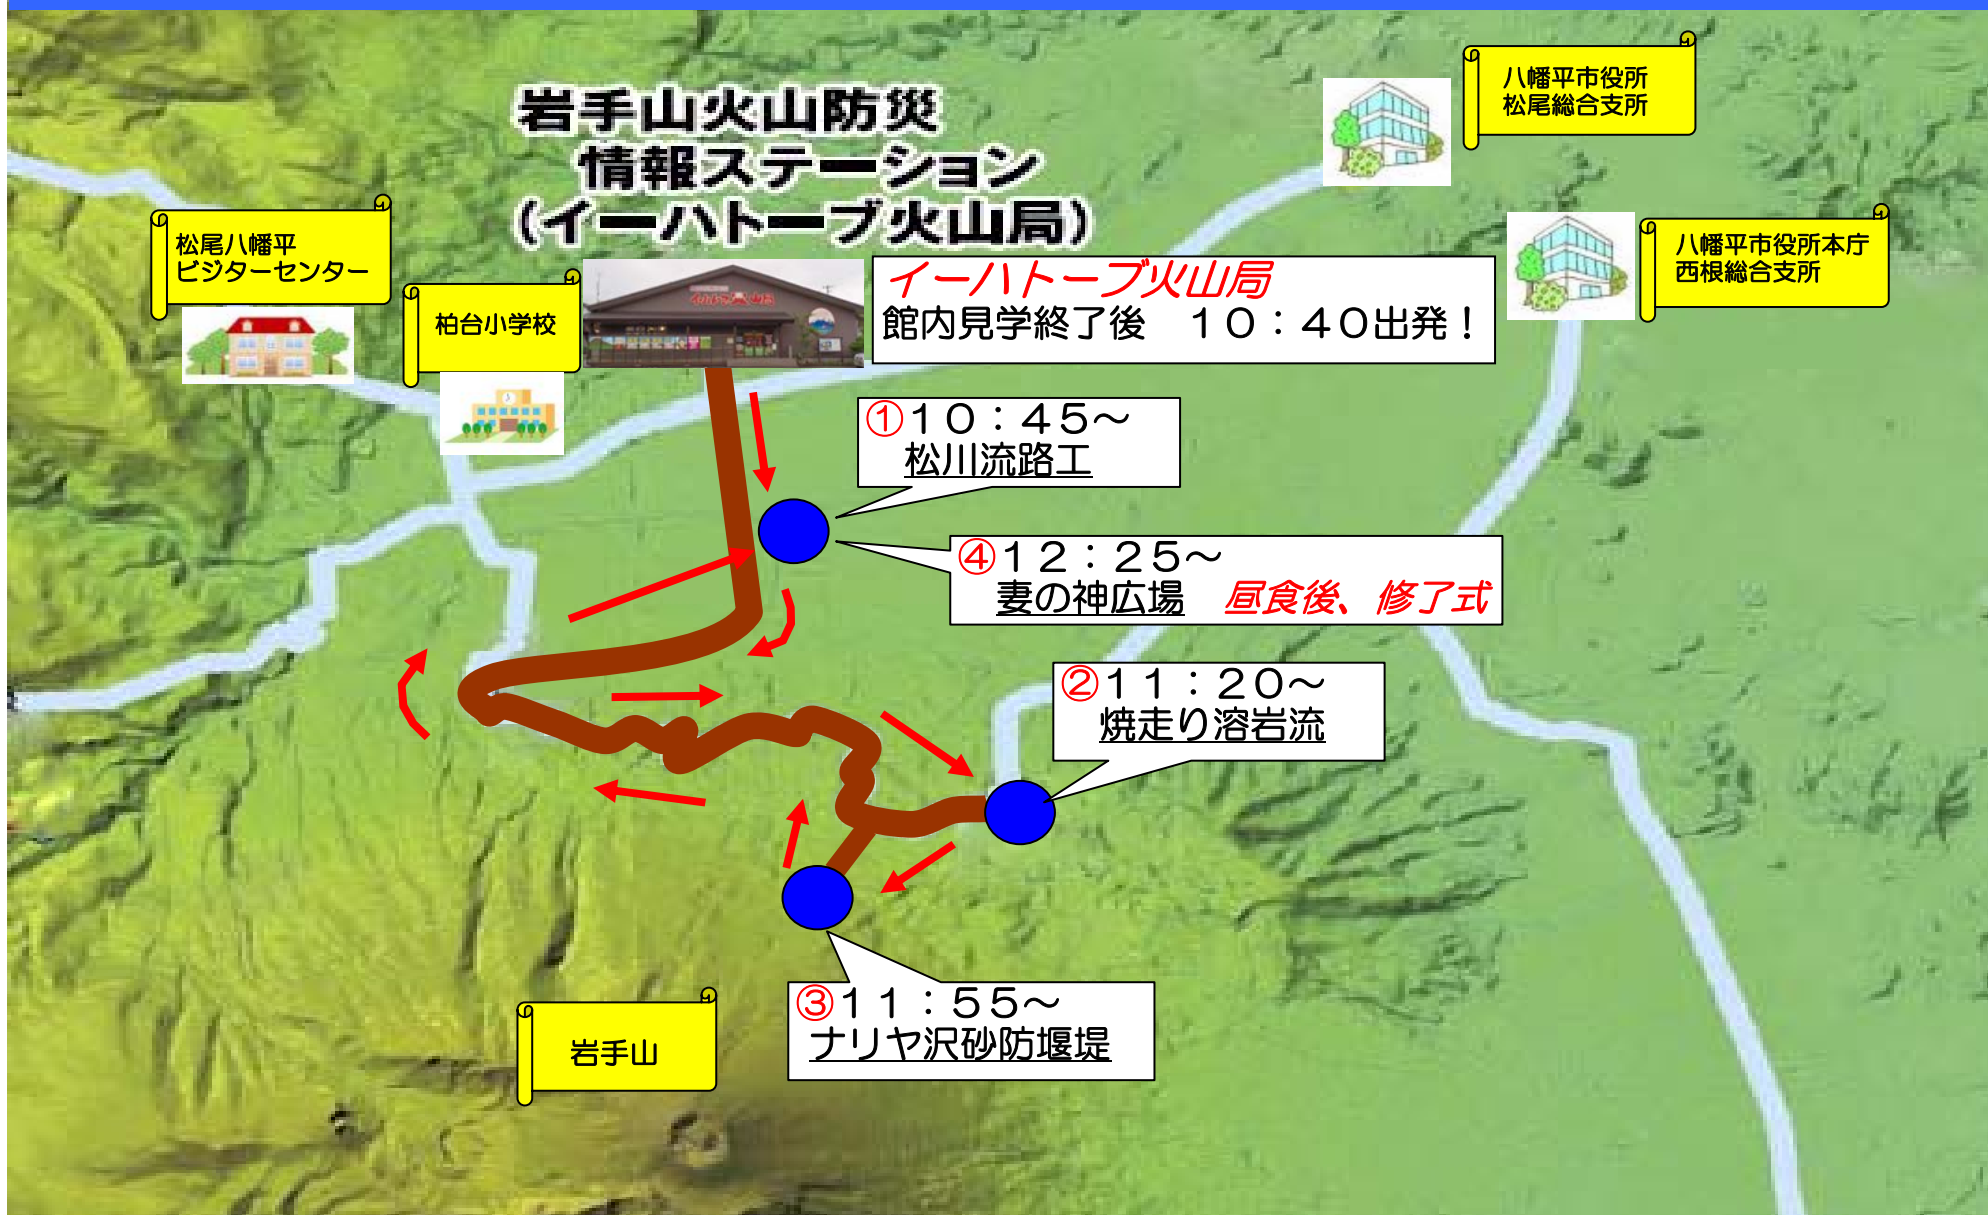 八幡平市役所
松尾総合支所
岩手山火山防災
情報ステーション
(イーハトーブ火山局)
松尾八幡平
ビジターセンター
八幡平市役所本庁
西根総合支所
柏台小学校
イーハトーブ火山局
館内見学終了後　１０：４０出発！
①１０：４５～
松川流路工
④１２：２５～
妻の神広場　昼食後、修了式
②１１：２０～
焼走り溶岩流
③１１：５５～
ナリヤ沢砂防堰堤
岩手山